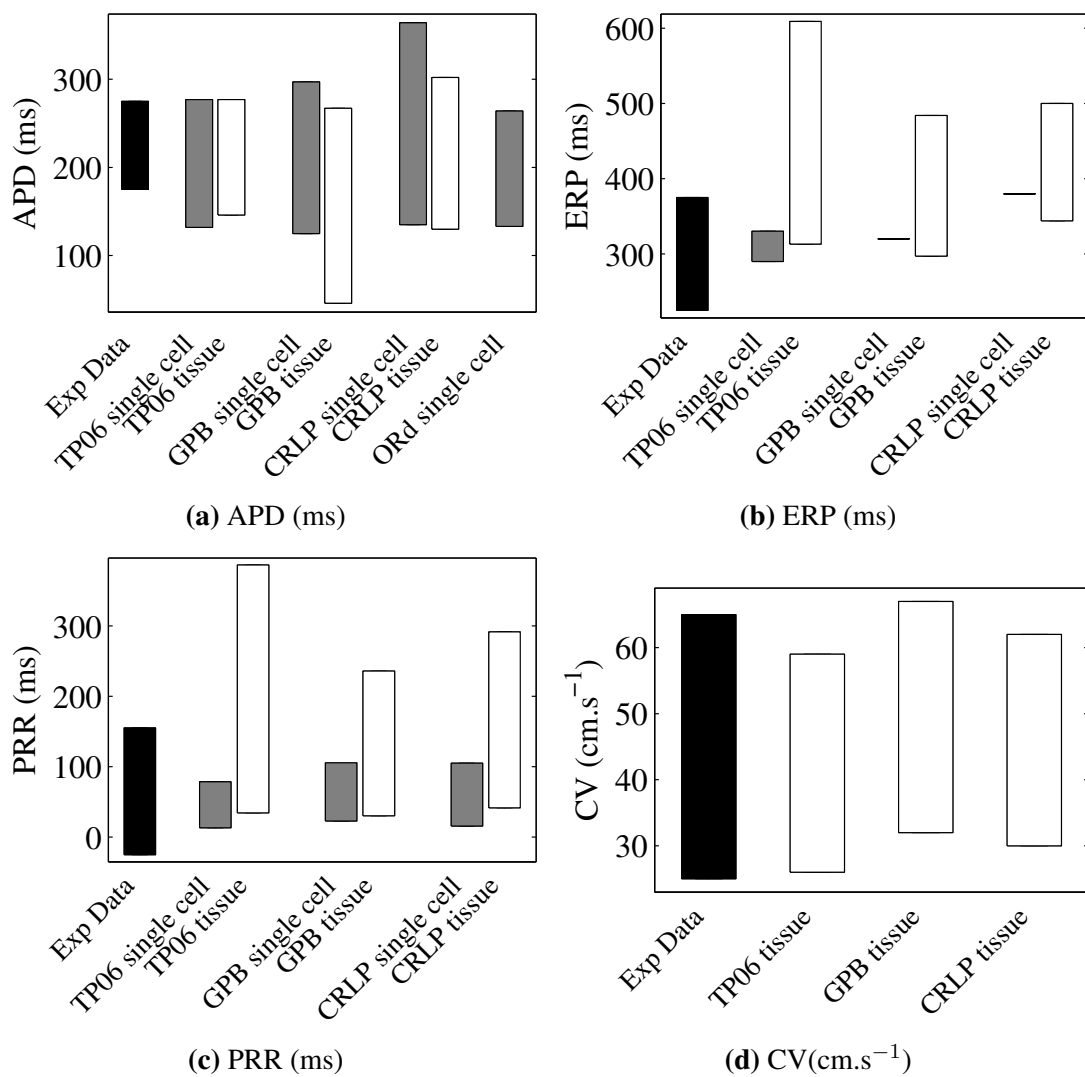 APD (ms)
300
200
100
Exp Data
TP06 single cell
TP06 tissue
GPB single cell
GPB tissue
CRLP single cell
CRLP tissue
ORd single cell
(a) APD (ms)
ERP (ms)
600
500
400
300
Exp Data
TP06 single cell
TP06 tissue
GPB single cell
GPB tissue
CRLP single cell
CRLP tissue
(b) ERP (ms)
PRR (ms)
300
200
100
0
Exp Data
TP06 single cell
TP06 tissue
GPB single cell
GPB tissue
CRLP single cell
CRLP tissue
(c) PRR (ms)
CV (cm.s⁻¹)
60
50
40
30
Exp Data
TP06 tissue
GPB tissue
CRLP tissue
(d) CV(cm.s⁻¹)